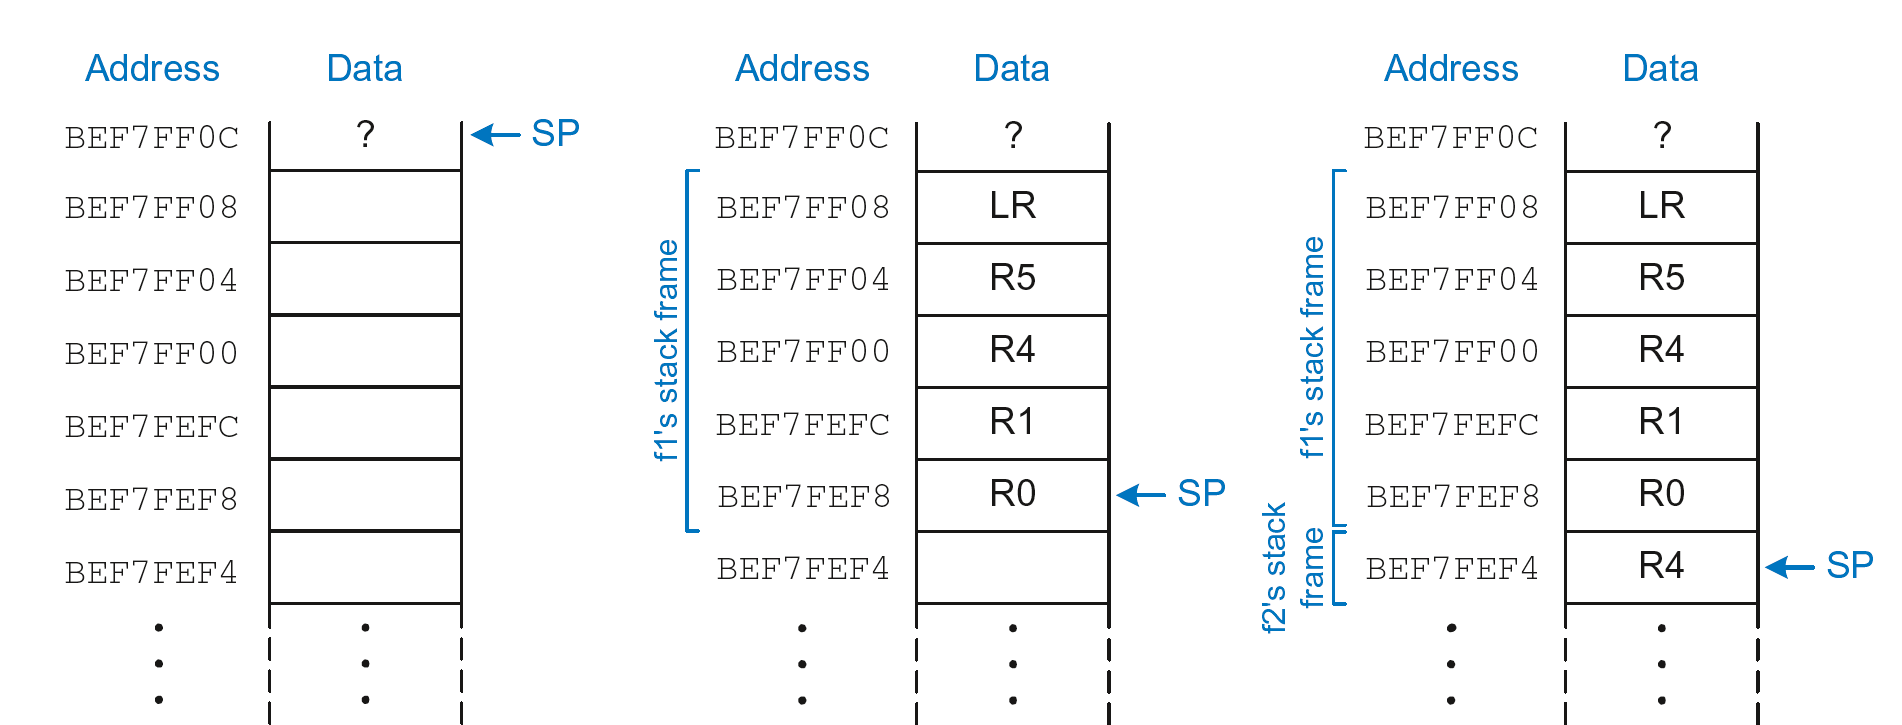 Address Data
BEF7FF0C ? SP
BEF7FF08
BEF7FF04
BEF7FF00
BEF7FEFC
BEF7FEF8
BEF7FEF4
Address Data
BEF7FF0C ?
BEF7FF08 LR
BEF7FF04 R5
BEF7FF00 R4
BEF7FEFC R1
BEF7FEF8 R0 SP
BEF7FEF4
f1's stack frame
Address Data
BEF7FF0C ?
BEF7FF08 LR
BEF7FF04 R5
BEF7FF00 R4
BEF7FEFC R1
BEF7FEF8 R0
BEF7FEF4 R4 SP
f1's stack frame
f2's stack
frame